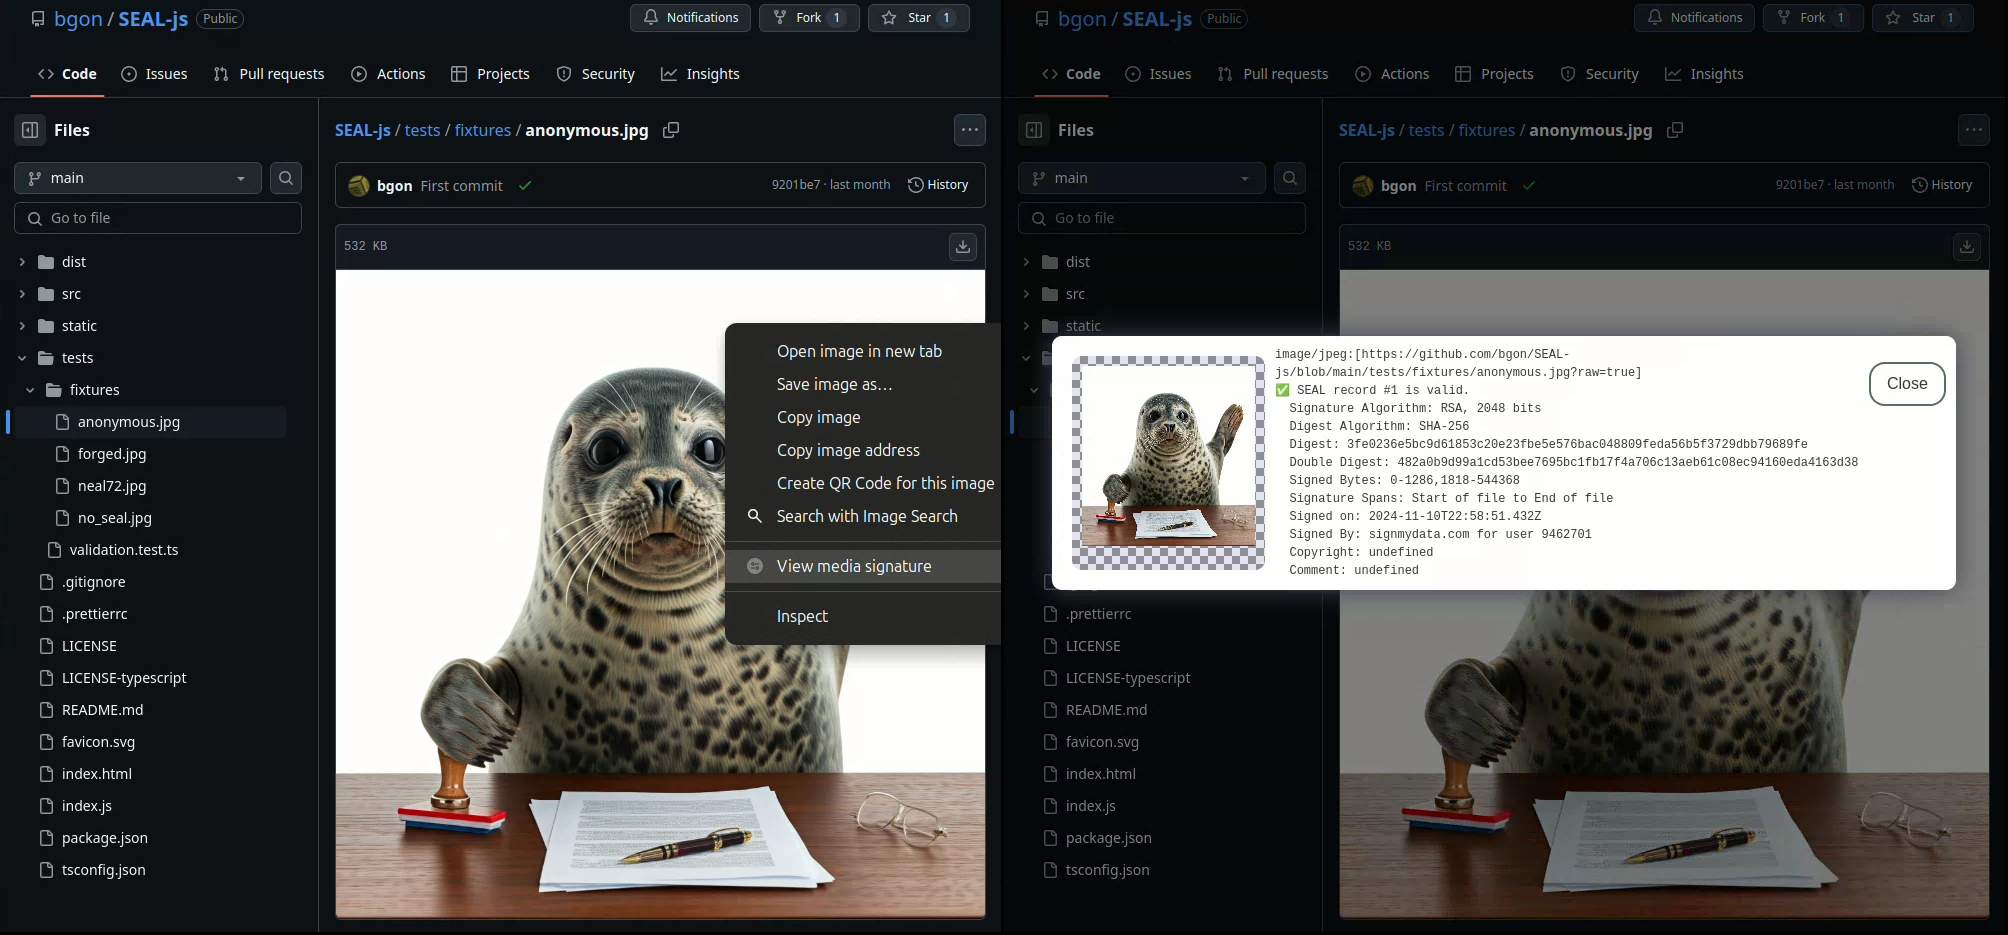 bgon / SEAL-js Public
Notifications Fork 1 Star 1
Code Issues Pull requests Actions Projects Security Insights
Files
main
Go to file
dist
src
static
tests
fixtures
anonymous.jpg
forged.jpg
neal72.jpg
no_seal.jpg
validation.test.ts
.gitignore
.prettierrc
LICENSE
LICENSE-typescript
README.md
favicon.svg
index.html
index.js
package.json
tsconfig.json
SEAL-js / tests / fixtures / anonymous.jpg
bgon First commit 9201be7 · last month History
532 KB
Open image in new tab
Save image as…
Copy image
Copy image address
Create QR Code for this image
Search with Image Search
View media signature
Inspect
bgon / SEAL-js Public
Notifications Fork 1 Star 1
Code Issues Pull requests Actions Projects Security Insights
Files
main
Go to file
dist
src
static
.prettierrc
LICENSE
LICENSE-typescript
README.md
favicon.svg
index.html
index.js
package.json
tsconfig.json
SEAL-js / tests / fixtures / anonymous.jpg
bgon First commit 9201be7 · last month History
532 KB
image/jpeg:[https://github.com/bgon/SEAL-
js/blob/main/tests/fixtures/anonymous.jpg?raw=true]
✅ SEAL record #1 is valid.
Signature Algorithm: RSA, 2048 bits
Digest Algorithm: SHA-256
Digest: 3fe0236e5bc9d61853c20e23fbe5e576bac048809feda56b5f3729dbb79689fe
Double Digest: 482a0b9d99a1cd53bee7695bc1fb17f4a706c13aeb61c08ec94160eda4163d38
Signed Bytes: 0-1286,1818-544368
Signature Spans: Start of file to End of file
Signed on: 2024-11-10T22:58:51.432Z
Signed By: signmydata.com for user 9462701
Copyright: undefined
Comment: undefined
Close